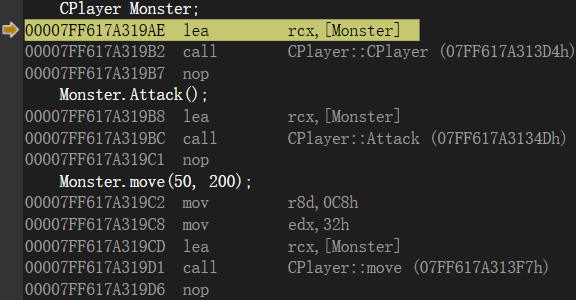 CPlayer Monster;
00007FF617A319AE lea rcx,[Monster]
00007FF617A319B2 call CPlayer::CPlayer (07FF617A313D4h)
00007FF617A319B7 nop
Monster.Attack();
00007FF617A319B8 lea rcx,[Monster]
00007FF617A319BC call CPlayer::Attack (07FF617A3134Dh)
00007FF617A319C1 nop
Monster.move(50, 200);
00007FF617A319C2 mov r8d,0C8h
00007FF617A319C8 mov edx,32h
00007FF617A319CD lea rcx,[Monster]
00007FF617A319D1 call CPlayer::move (07FF617A313F7h)
00007FF617A319D6 nop